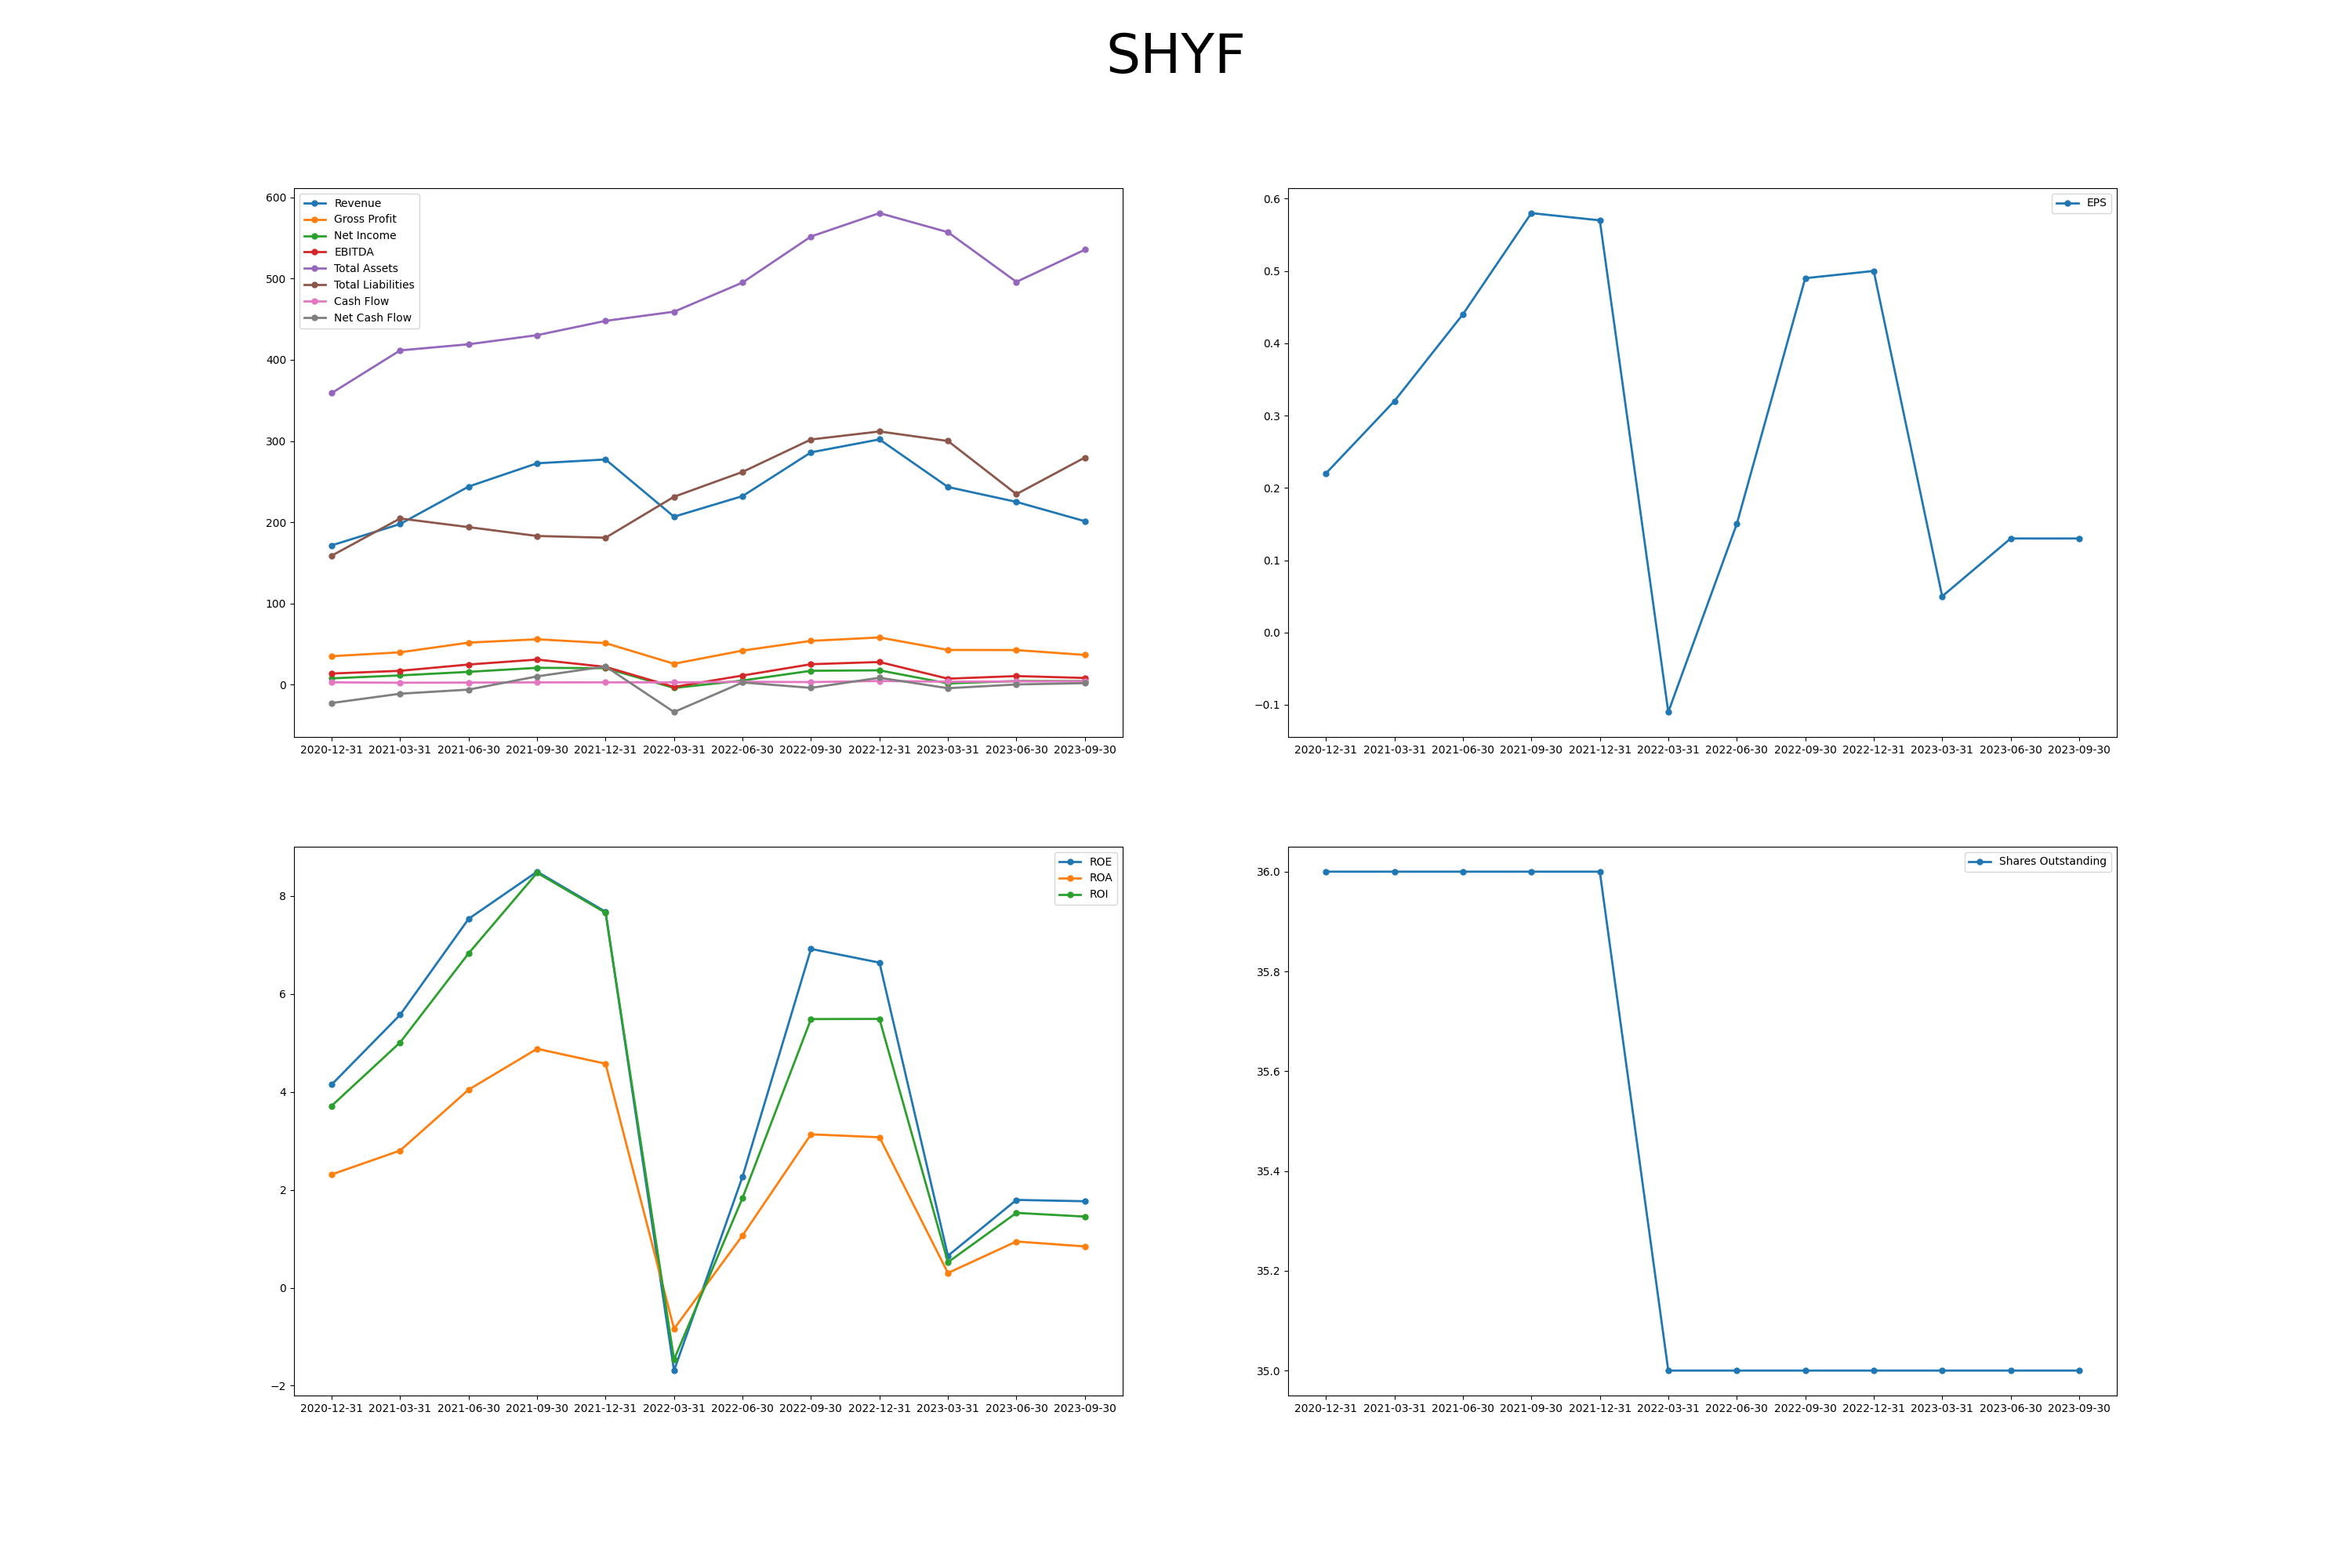 SHYF
600
500
400
300
200
100
0
Revenue
Gross Profit
Net Income
EBITDA
Total Assets
Total Liabilities
Cash Flow
Net Cash Flow
2020-12-31 2021-03-31 2021-06-30 2021-09-30 2021-12-31 2022-03-31 2022-06-30 2022-09-30 2022-12-31 2023-03-31 2023-06-30 2023-09-30
0.6
0.5
0.4
0.3
0.2
0.1
0.0
−0.1
EPS
2020-12-31 2021-03-31 2021-06-30 2021-09-30 2021-12-31 2022-03-31 2022-06-30 2022-09-30 2022-12-31 2023-03-31 2023-06-30 2023-09-30
8
6
4
2
0
−2
ROE
ROA
ROI
2020-12-31 2021-03-31 2021-06-30 2021-09-30 2021-12-31 2022-03-31 2022-06-30 2022-09-30 2022-12-31 2023-03-31 2023-06-30 2023-09-30
36.0
35.8
35.6
35.4
35.2
35.0
Shares Outstanding
2020-12-31 2021-03-31 2021-06-30 2021-09-30 2021-12-31 2022-03-31 2022-06-30 2022-09-30 2022-12-31 2023-03-31 2023-06-30 2023-09-30